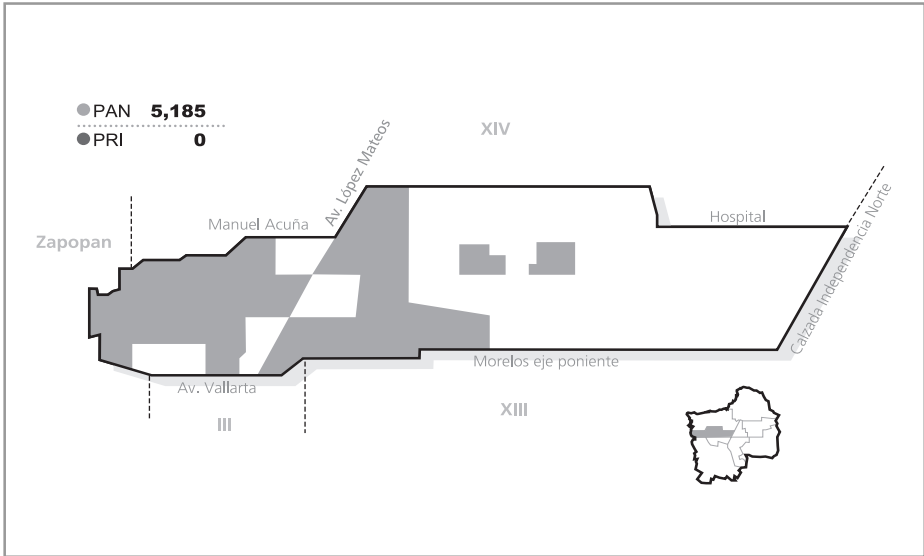 PAN 5,185
PRI 0
XIV
Av. López Mateos
Manuel Acuña
Zapopan
Hospital
Calzada Independencia Norte
Morelos eje poniente
Av. Vallarta
III
XIII